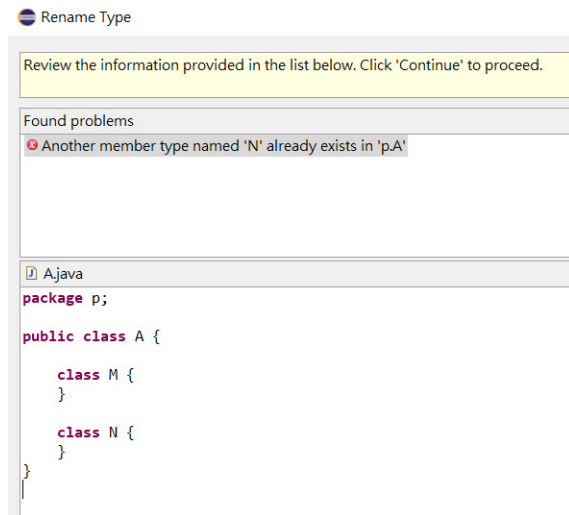 Rename Type
Review the information provided in the list below. Click 'Continue' to proceed.
Found problems
Another member type named 'N' already exists in 'p.A'
A.java
package p;
public class A {
class M {
}
class N {
}
}